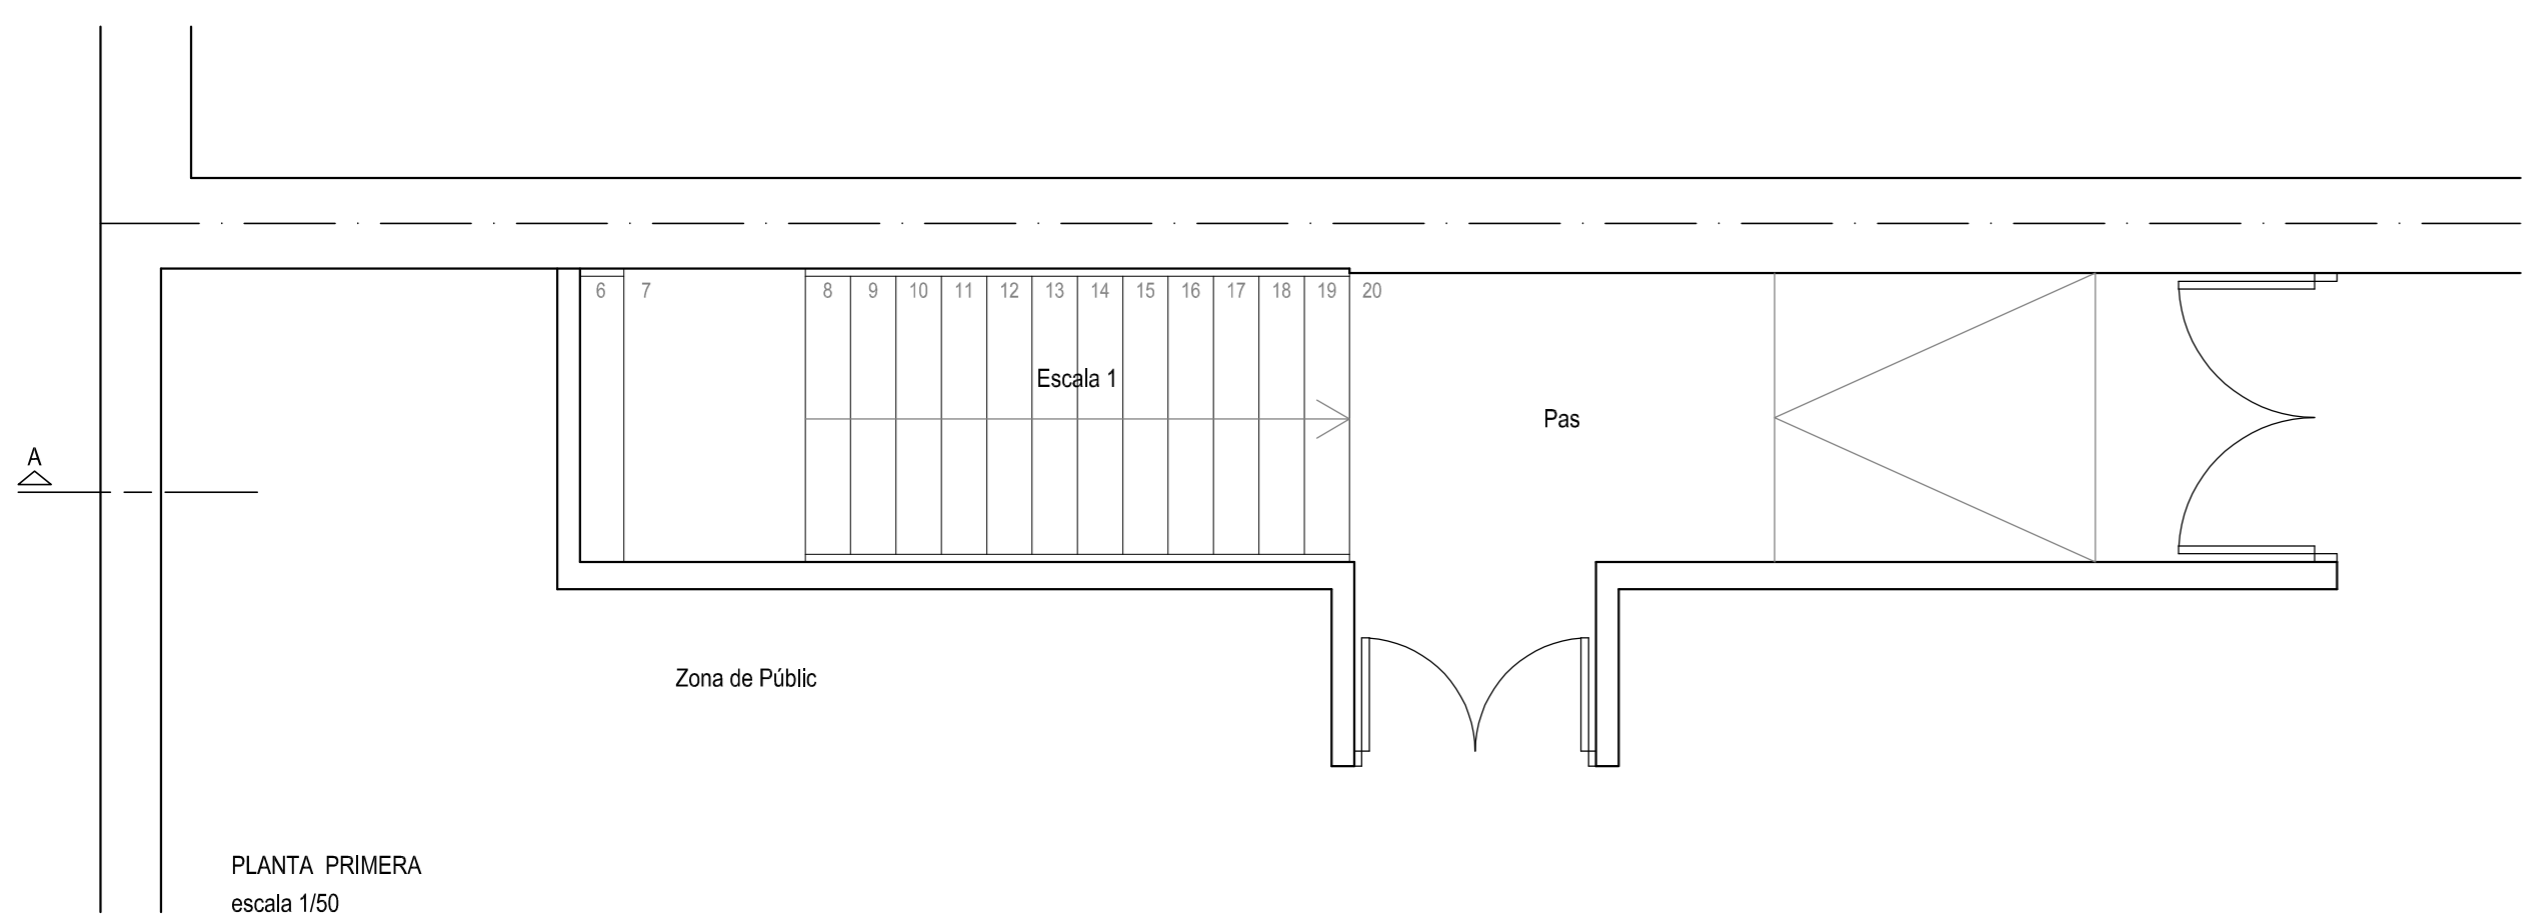 6 7 8 9 10 11 12 13 14 15 16 17 18 19 20
Escala 1
Pas
A
Zona de Públic
PLANTA PRIMERA
escala 1/50